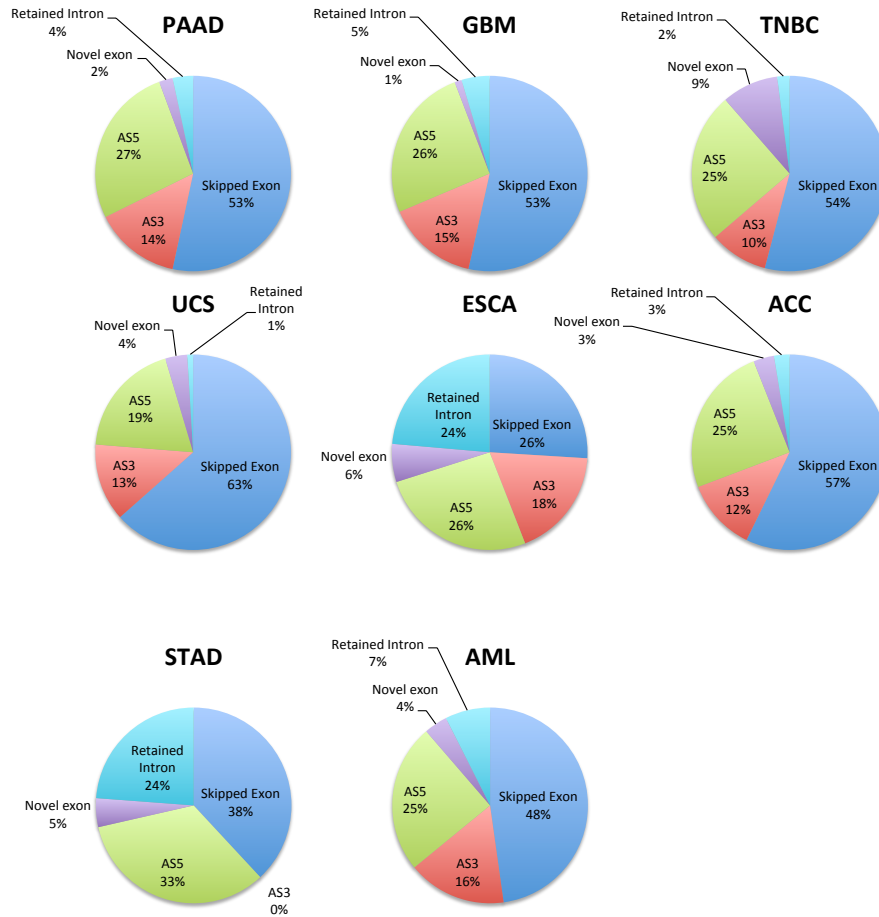 PAAD
Retained Intron
4%
Novel exon
2%
AS5
27%
Skipped Exon
53%
AS3
14%
GBM
Retained Intron
5%
Novel exon
1%
AS5
26%
Skipped Exon
53%
AS3
15%
TNBC
Retained Intron
2%
Novel exon
9%
AS5
25%
Skipped Exon
54%
AS3
10%
UCS
Retained
Intron
1%
Novel exon
4%
AS5
19%
AS3
13%
Skipped Exon
63%
ESCA
Retained
Intron
24%
Skipped Exon
26%
Novel exon
6%
AS3
18%
AS5
26%
ACC
Retained Intron
3%
Novel exon
3%
AS5
25%
Skipped Exon
57%
AS3
12%
STAD
Retained
Intron
24%
Skipped Exon
38%
Novel exon
5%
AS5
33%
AS3
0%
AML
Retained Intron
7%
Novel exon
4%
AS5
25%
Skipped Exon
48%
AS3
16%